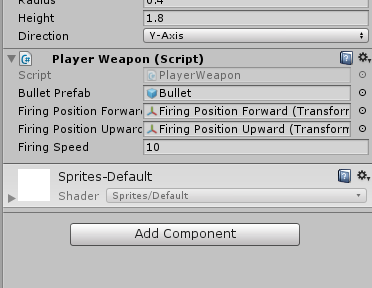 Radius 0.4
Height 1.8
Direction Y-Axis
Player Weapon (Script)
Script PlayerWeapon
Bullet Prefab Bullet
Firing Position Forward Firing Position Forward (Transform
Firing Position Upward Firing Position Upward (Transform
Firing Speed 10
Sprites-Default
Shader Sprites/Default
Add Component